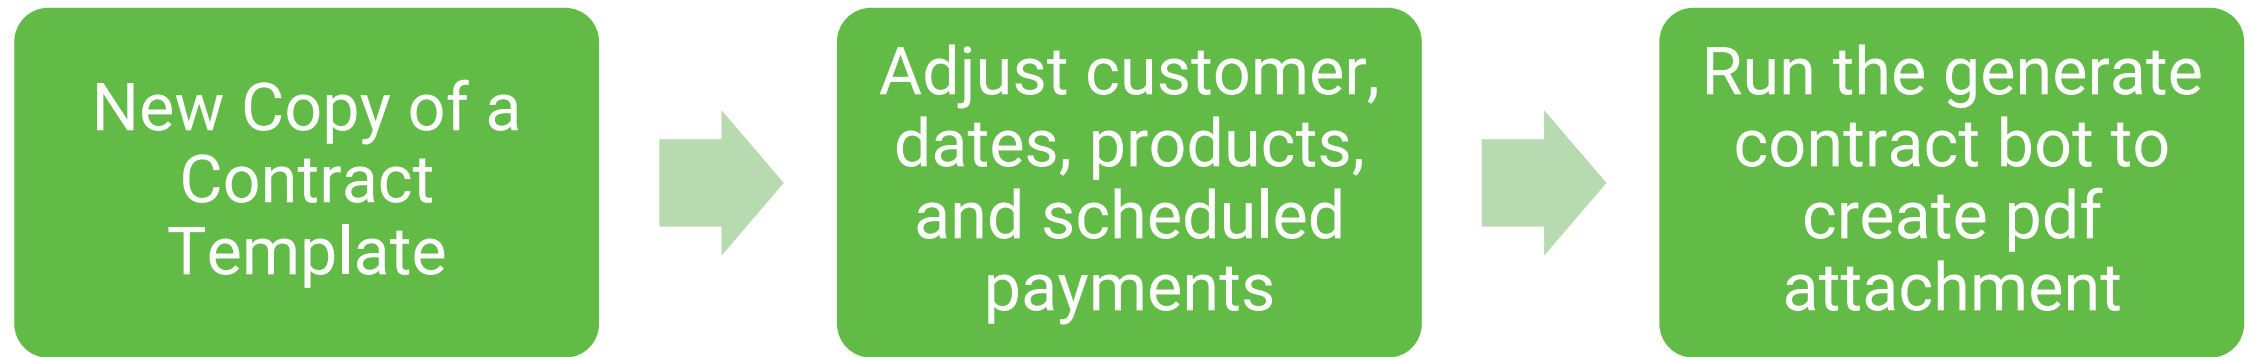 New Copy of a
Contract
Template
Adjust customer,
dates, products,
and scheduled
payments
Run the generate
contract bot to
create pdf
attachment